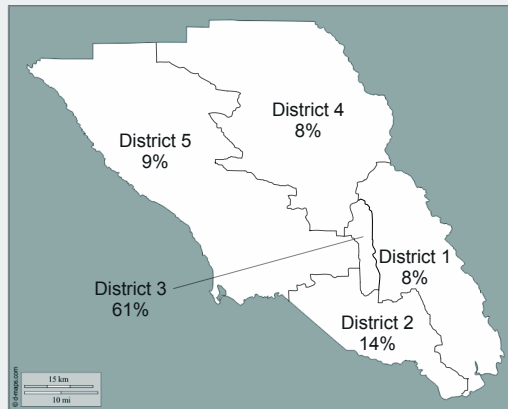 District 4
8%
District 5
9%
District 1
8%
District 3
61%
District 2
14%
15 km
10 mi
© d-maps.com